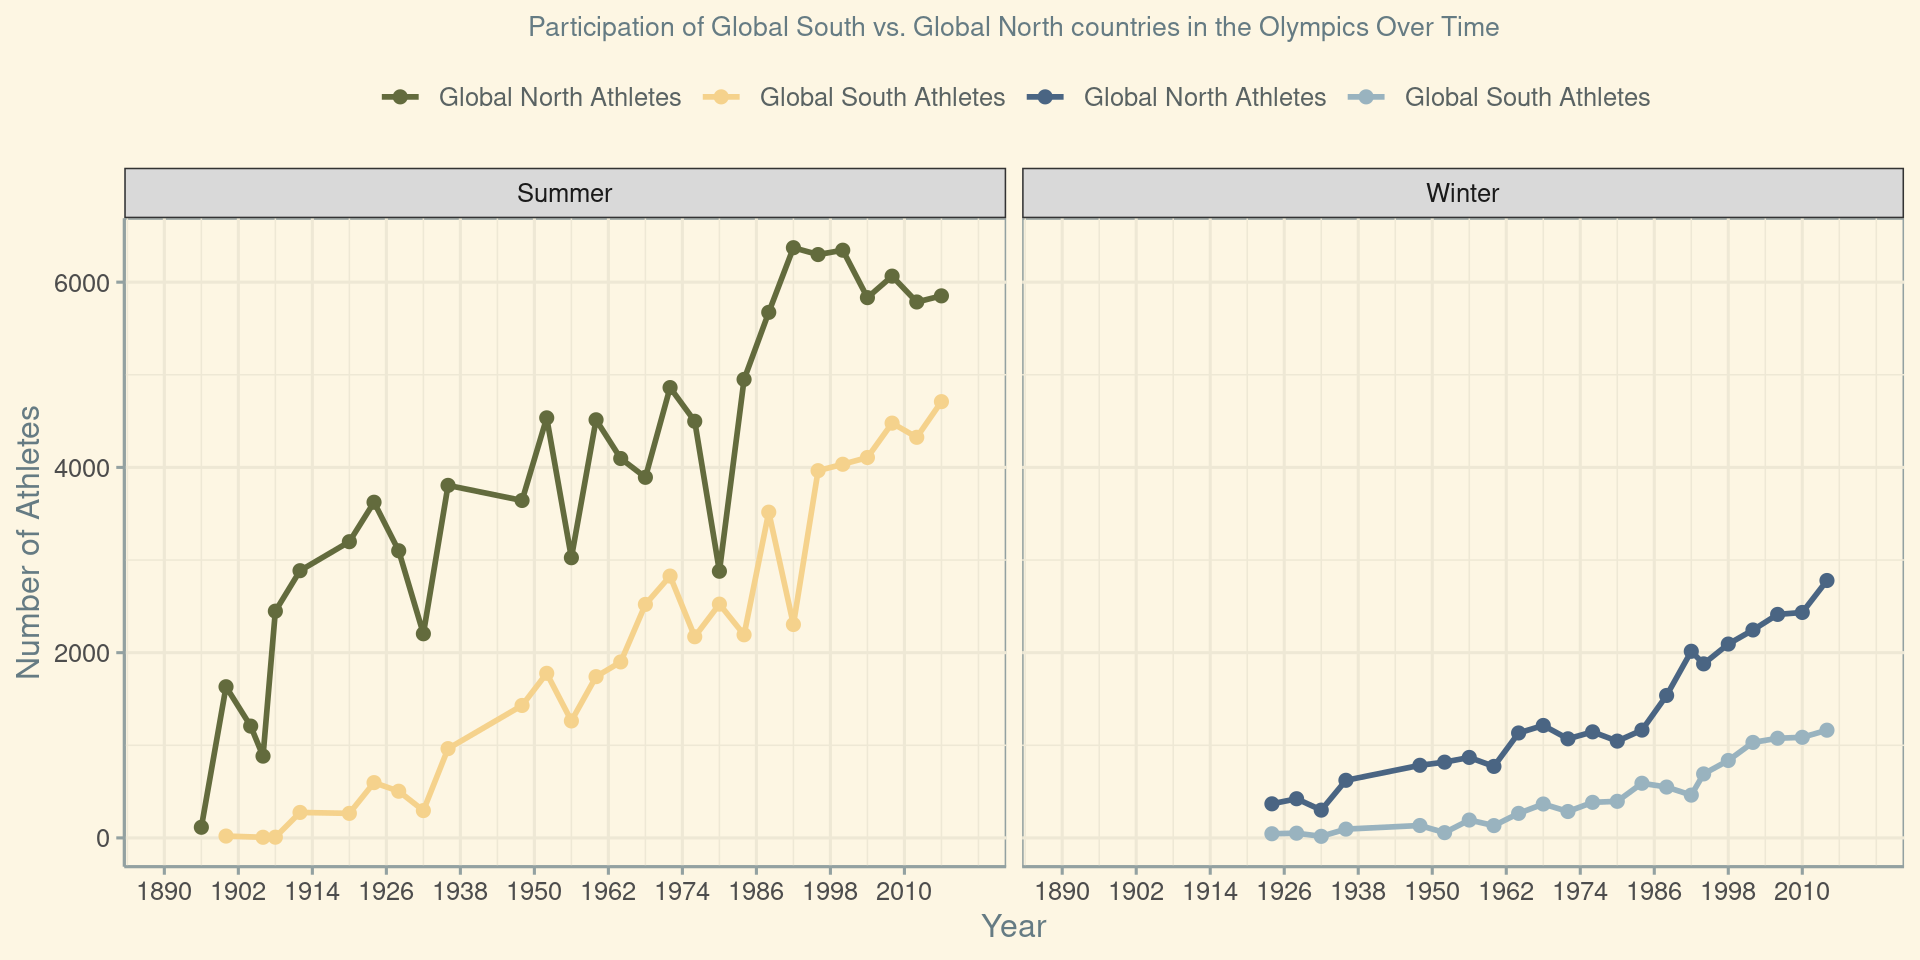 Participation of Global South vs. Global North countries in the Olympics Over Time
Global North Athletes Global South Athletes Global North Athletes Global South Athletes
Summer Winter
Number of Athletes
6000
4000
2000
0
1890 1902 1914 1926 1938 1950 1962 1974 1986 1998 2010 1890 1902 1914 1926 1938 1950 1962 1974 1986 1998 2010
Year